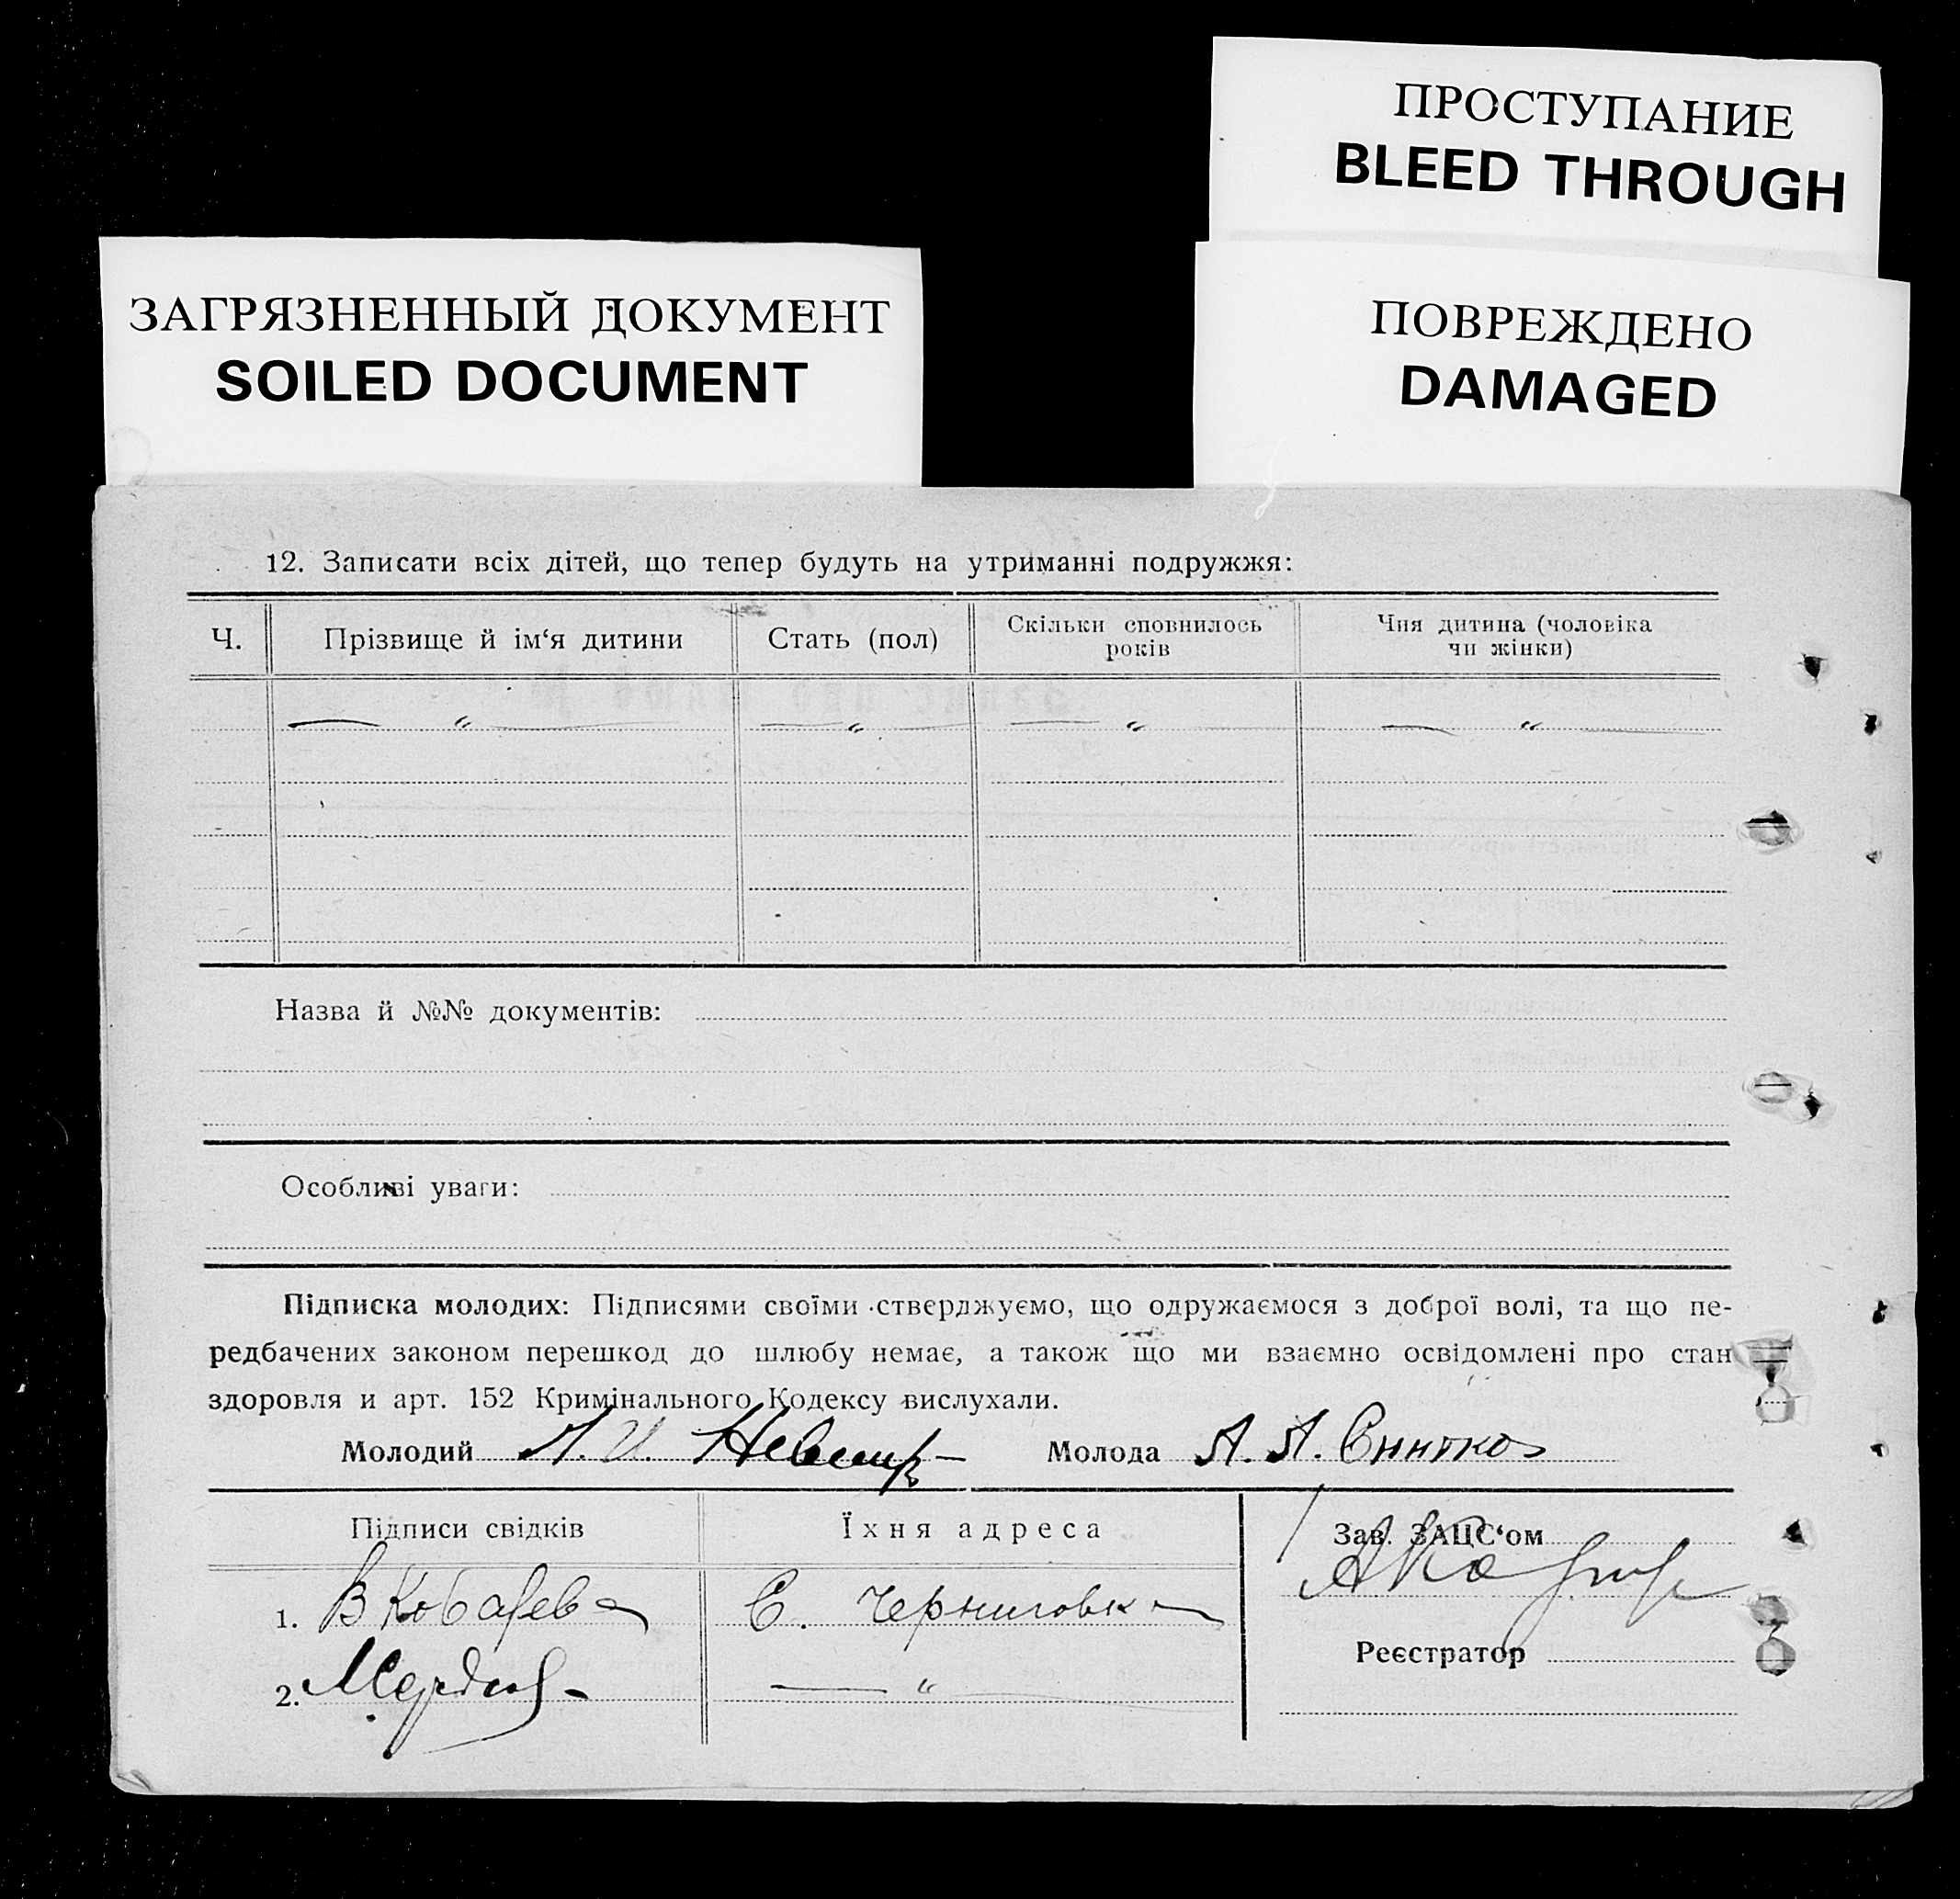 ПРОСТУПАНИЕ
BLEED THROUGH
ЗАГРЯЗНЕННЫЙ ДОКУМЕНТ
SOILED DOCUMENT
ПОВРЕЖДЕНО
DAMAGED
12. Записати всіх дітей, що тепер будуть на утриманні подружжя:
Ч. Прізвище й ім‘я дитини Стать (пол) Скільки сповнилось років Чия дитина (чоловіка чи жінки)
— „ — — „ — — „ — — „ —
Назва й №№ документів:
Особливі уваги:
Підписка молодих: Підписями своїми стверджуємо, що одружаємося з доброї волі, та що пе-
редбачених законом перешкод до шлюбу немає, а також що ми взаємно освідомлені про стан
здоровля и арт. 152 Кримінального Кодексу вислухали.
Молодий Молода А. А.
Підписи свідків Їхня адреса Зав. ЗАЦС‘ом
1. С. Черниговка
Реєстратор
2. — „ —